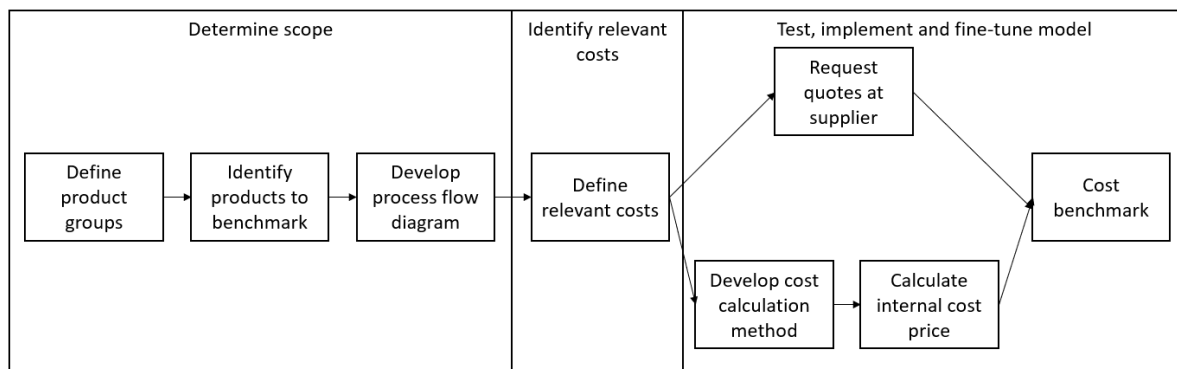 Determine scope
Identify relevant
costs
Test, implement and fine-tune model
Define
product
groups
Identify
products to
benchmark
Develop
process flow
diagram
Define
relevant costs
Request
quotes at
supplier
Develop cost
calculation
method
Calculate
internal cost
price
Cost
benchmark